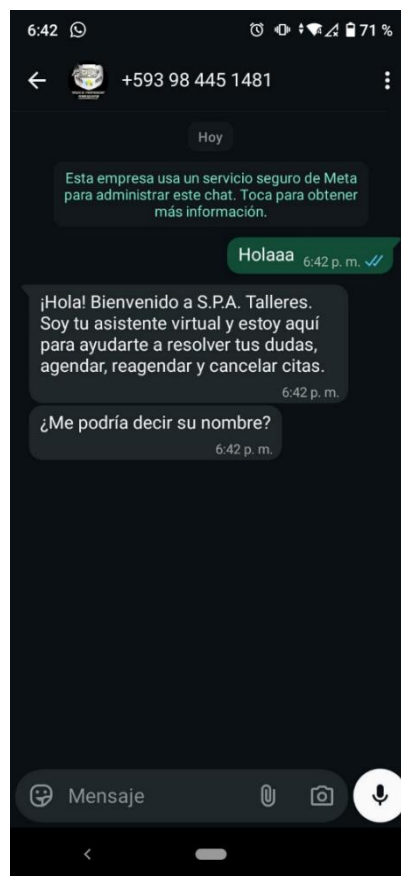 6:42
71 %
+593 98 445 1481
Hoy
Esta empresa usa un servicio seguro de Meta
para administrar este chat. Toca para obtener
más información.
Holaaa 6:42 p. m.
¡Hola! Bienvenido a S.P.A. Talleres.
Soy tu asistente virtual y estoy aquí
para ayudarte a resolver tus dudas,
agendar, reagendar y cancelar citas.
6:42 p. m.
¿Me podría decir su nombre?
6:42 p. m.
Mensaje